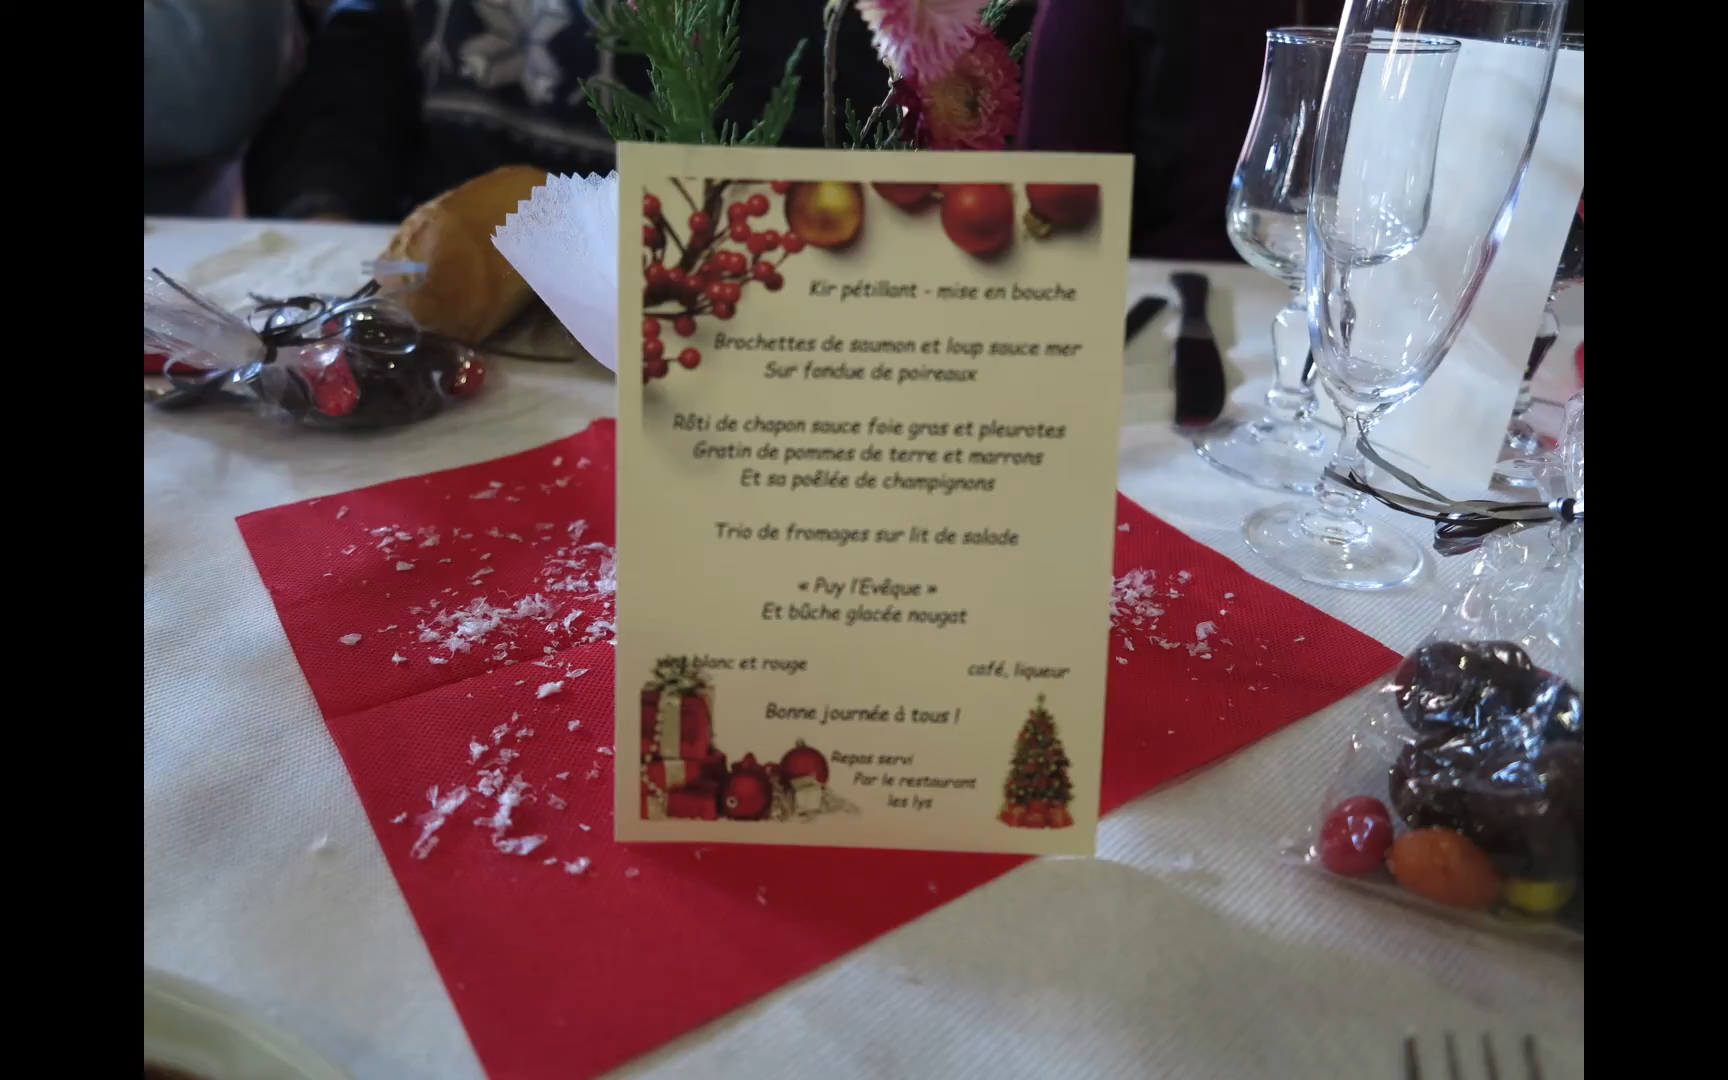 Kir pétillant - mise en bouche
Brochettes de saumon et loup sauce mer
Sur fondue de poireaux
Rôti de chapon sauce foie gras et pleurotes
Gratin de pommes de terre et marrons
Et sa poêlée de champignons
Trio de fromages sur lit de salade
« Puy l'Evêque »
Et bûche glacée nougat
vins blanc et rouge
café, liqueur
Bonne journée à tous !
Repas servi
Par le restaurant
les lys